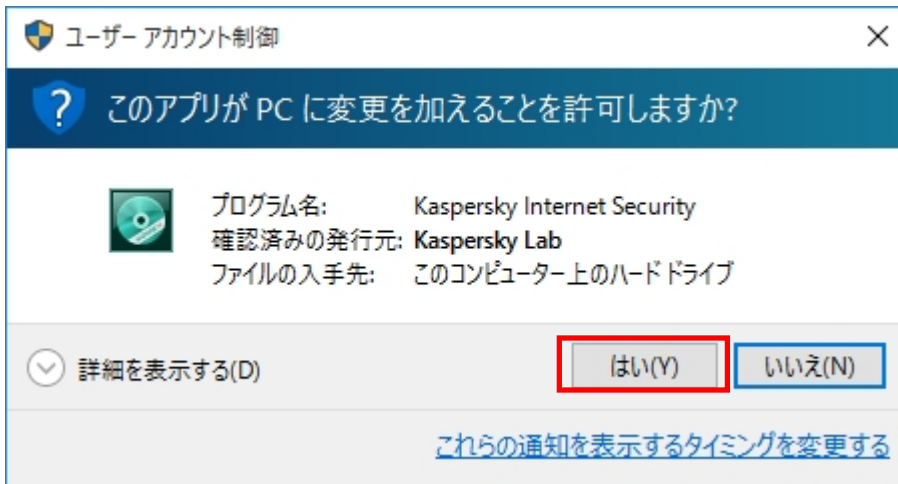 ユーザー アカウント制御
このアプリが PC に変更を加えることを許可しますか?
プログラム名: Kaspersky Internet Security
確認済みの発行元: Kaspersky Lab
ファイルの入手先: このコンピューター上のハード ドライブ
詳細を表示する(D) はい(Y) いいえ(N)
これらの通知を表示するタイミングを変更する